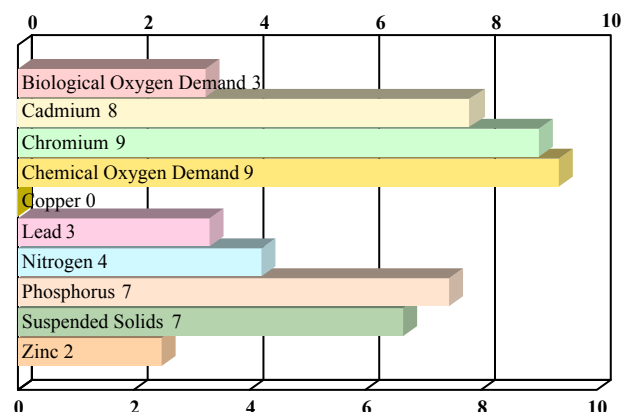 0 2 4 6 8 10
Biological Oxygen Demand 3
Cadmium 8
Chromium 9
Chemical Oxygen Demand 9
Copper 0
Lead 3
Nitrogen 4
Phosphorus 7
Suspended Solids 7
Zinc 2
0 2 4 6 8 10